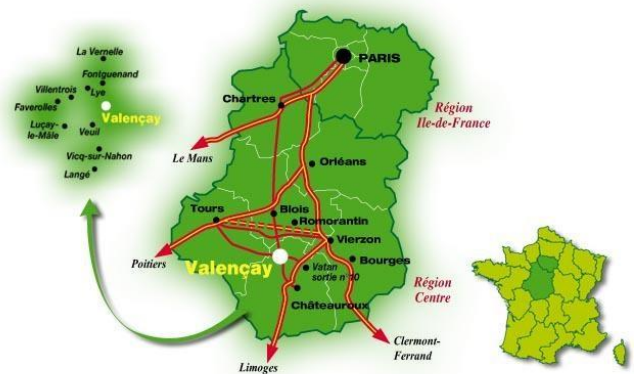 La Vernelle
Fontguenand
Villentrois
Lye
Faverolles
Valençay
Luçay-
le-Mâle
Veuil
Vicq-sur-Nahon
Langé
PARIS
Chartres
Région
Ile-de-France
Le Mans
Orléans
Tours
Blois
Romorantin
Vierzon
Poitiers
Valençay
Bourges
Vatan
sortie n°10
Région
Centre
Châteauroux
Clermont-
Ferrand
Limoges